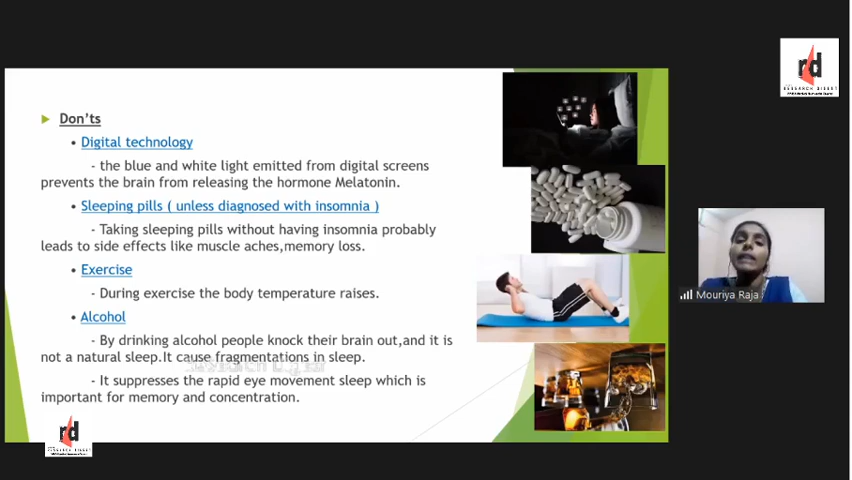 rd
RESEARCH DIGEST
Don'ts
• Digital technology
- the blue and white light emitted from digital screens
prevents the brain from releasing the hormone Melatonin.
• Sleeping pills ( unless diagnosed with insomnia )
- Taking sleeping pills without having insomnia probably
leads to side effects like muscle aches,memory loss.
• Exercise
- During exercise the body temperature raises.
• Alcohol
- By drinking alcohol people knock their brain out,and it is
not a natural sleep.It cause fragmentations in sleep.
- It suppresses the rapid eye movement sleep which is
important for memory and concentration.
Mouriya Raja
rd